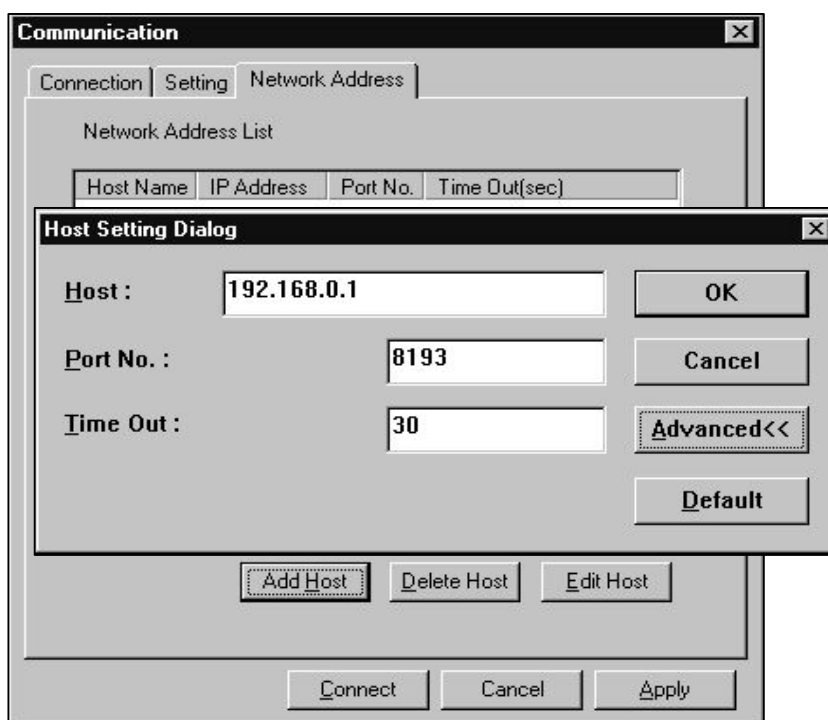 Communication
Connection Setting Network Address
Network Address List
Host Name IP Address Port No. Time Out(sec)
Host Setting Dialog
Host : 192.168.0.1 OK
Port No. : 8193 Cancel
Time Out : 30 Advanced<<
Default
Add Host Delete Host Edit Host
Connect Cancel Apply